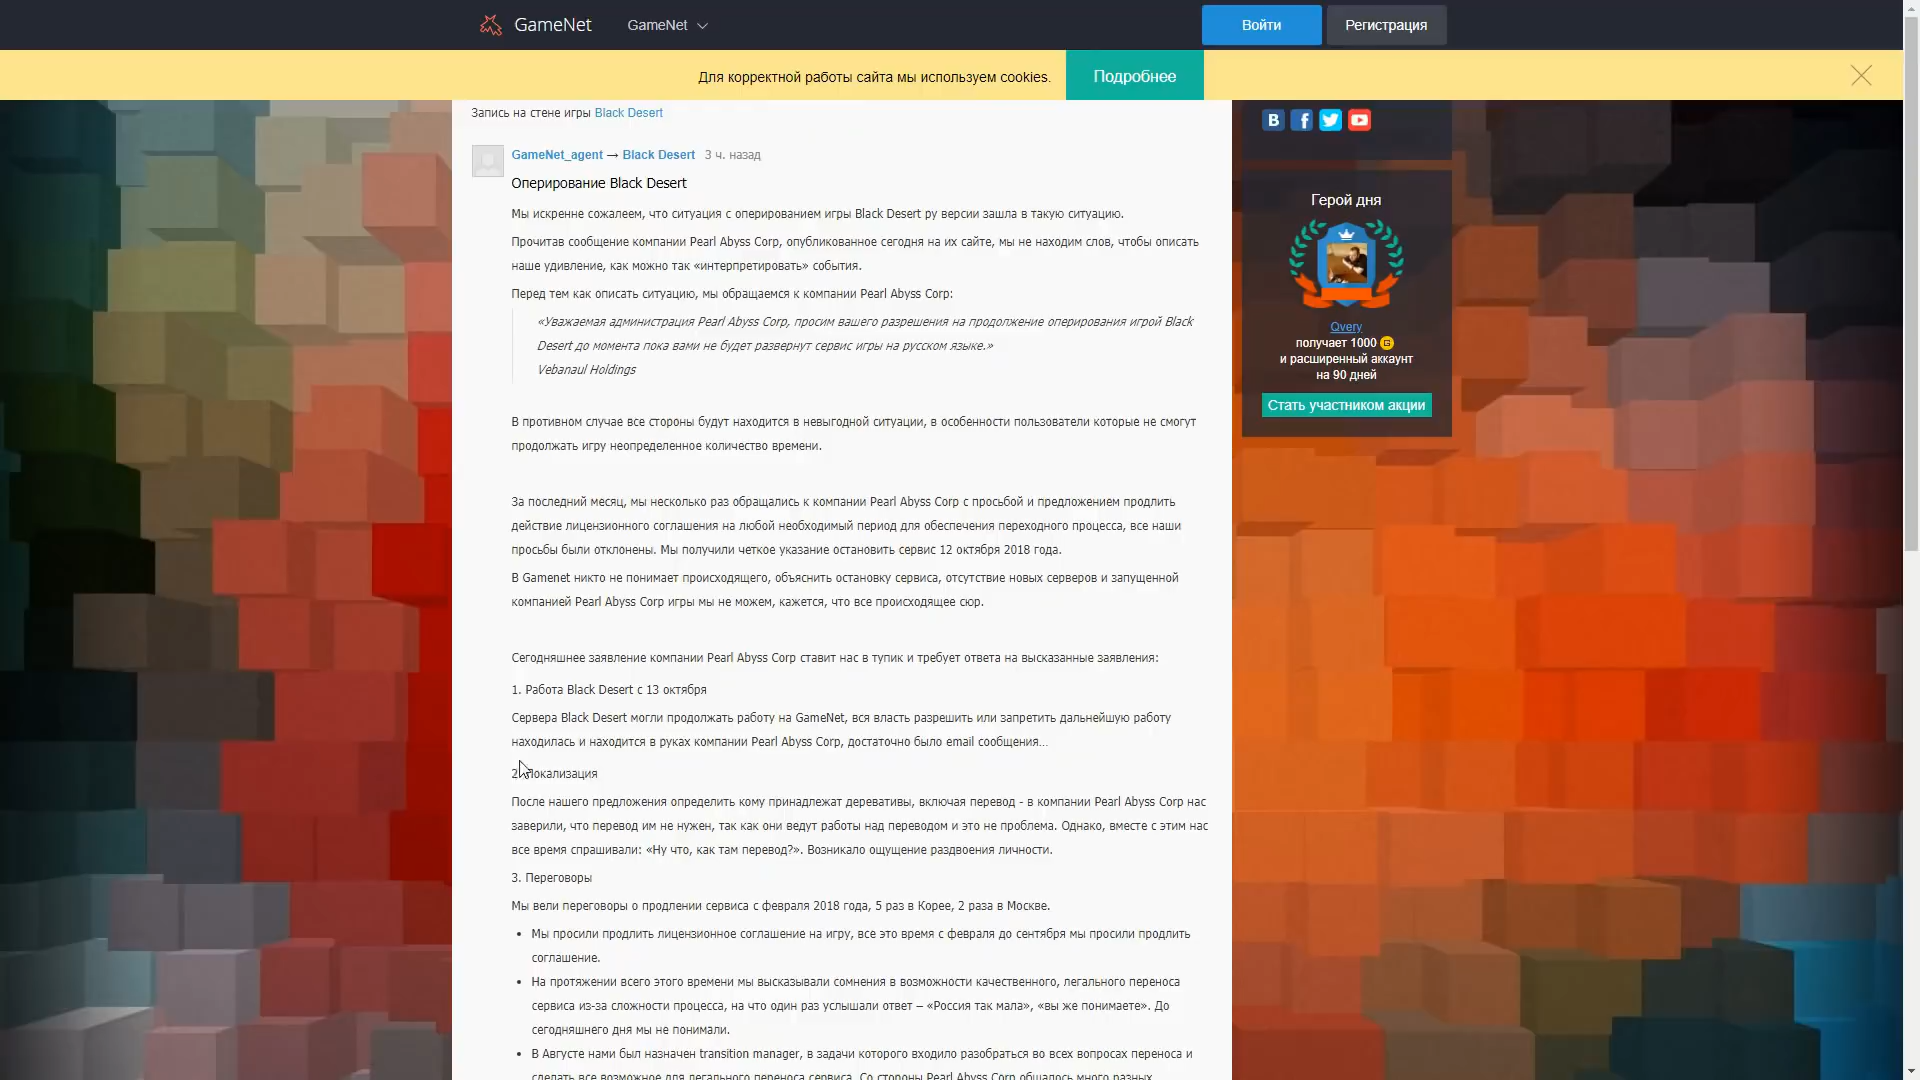 GameNet
GameNet
Войти
Регистрация
Для корректной работы сайта мы используем cookies.
Подробнее
Запись на стене игры Black Desert
GameNet_agent → Black Desert 3 ч. назад
Оперирование Black Desert
Мы искренне сожалеем, что ситуация с оперированием игры Black Desert ру версии зашла в такую ситуацию.
Прочитав сообщение компании Pearl Abyss Corp, опубликованное сегодня на их сайте, мы не находим слов, чтобы описать
наше удивление, как можно так «интерпретировать» события.
Перед тем как описать ситуацию, мы обращаемся к компании Pearl Abyss Corp:
«Уважаемая администрация Pearl Abyss Corp, просим вашего разрешения на продолжение оперирования игрой Black
Desert до момента пока вами не будет развернут сервис игры на русском языке.»
Vebanaul Holdings
В противном случае все стороны будут находится в невыгодной ситуации, в особенности пользователи которые не смогут
продолжать игру неопределенное количество времени.
За последний месяц, мы несколько раз обращались к компании Pearl Abyss Corp с просьбой и предложением продлить
действие лицензионного соглашения на любой необходимый период для обеспечения переходного процесса, все наши
просьбы были отклонены. Мы получили четкое указание остановить сервис 12 октября 2018 года.
В Gamenet никто не понимает происходящего, объяснить остановку сервиса, отсутствие новых серверов и запущенной
компанией Pearl Abyss Corp игры мы не можем, кажется, что все происходящее сюр.
Сегодняшнее заявление компании Pearl Abyss Corp ставит нас в тупик и требует ответа на высказанные заявления:
1. Работа Black Desert с 13 октября
Сервера Black Desert могли продолжать работу на GameNet, вся власть разрешить или запретить дальнейшую работу
находилась и находится в руках компании Pearl Abyss Corp, достаточно было email сообщения...
2. Локализация
После нашего предложения определить кому принадлежат деревативы, включая перевод - в компании Pearl Abyss Corp нас
заверили, что перевод им не нужен, так как они ведут работы над переводом и это не проблема. Однако, вместе с этим нас
все время спрашивали: «Ну что, как там перевод?». Возникало ощущение раздвоения личности.
3. Переговоры
Мы вели переговоры о продлении сервиса с февраля 2018 года, 5 раз в Корее, 2 раза в Москве.
• Мы просили продлить лицензионное соглашение на игру, все это время с февраля до сентября мы просили продлить
соглашение.
• На протяжении всего этого времени мы высказывали сомнения в возможности качественного, легального переноса
сервиса из-за сложности процесса, на что один раз услышали ответ – «Россия так мала», «вы же понимаете». До
сегодняшнего дня мы не понимали.
• В Августе нами был назначен transition manager, в задачи которого входило разобраться во всех вопросах переноса и
сделать все возможное для легального переноса сервиса. Со стороны Pearl Abyss Corp общалось много разных
Герой дня
Qvery
получает 1000 G
и расширенный аккаунт
на 90 дней
Стать участником акции